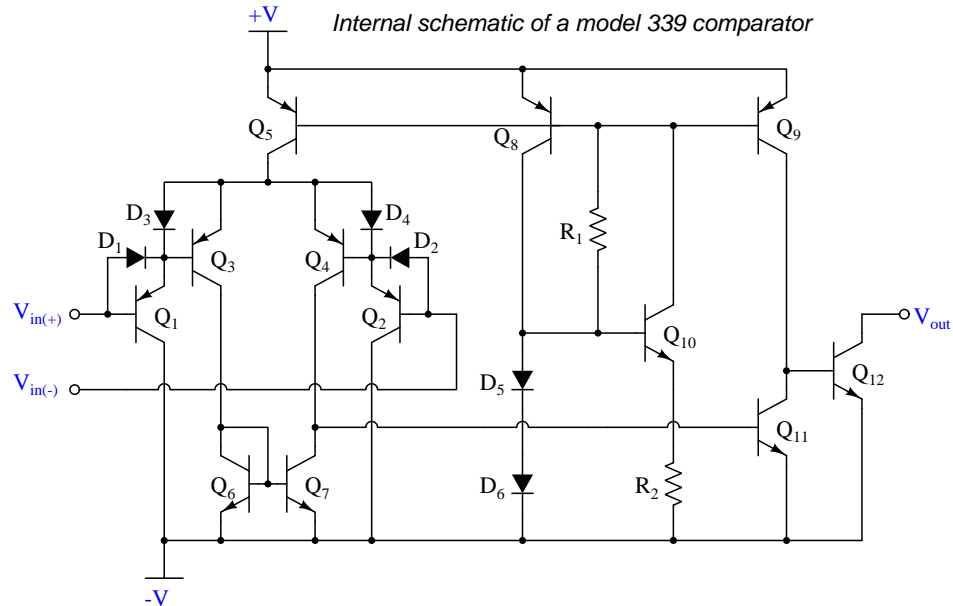 +V
Internal schematic of a model 339 comparator
Q5
Q8
Q9
D3
D4
D1
D2
R1
Q3
Q4
Vin(+)
Q1
Q2
Vout
Q10
Vin(-)
D5
Q12
Q11
Q6
Q7
D6
R2
-V